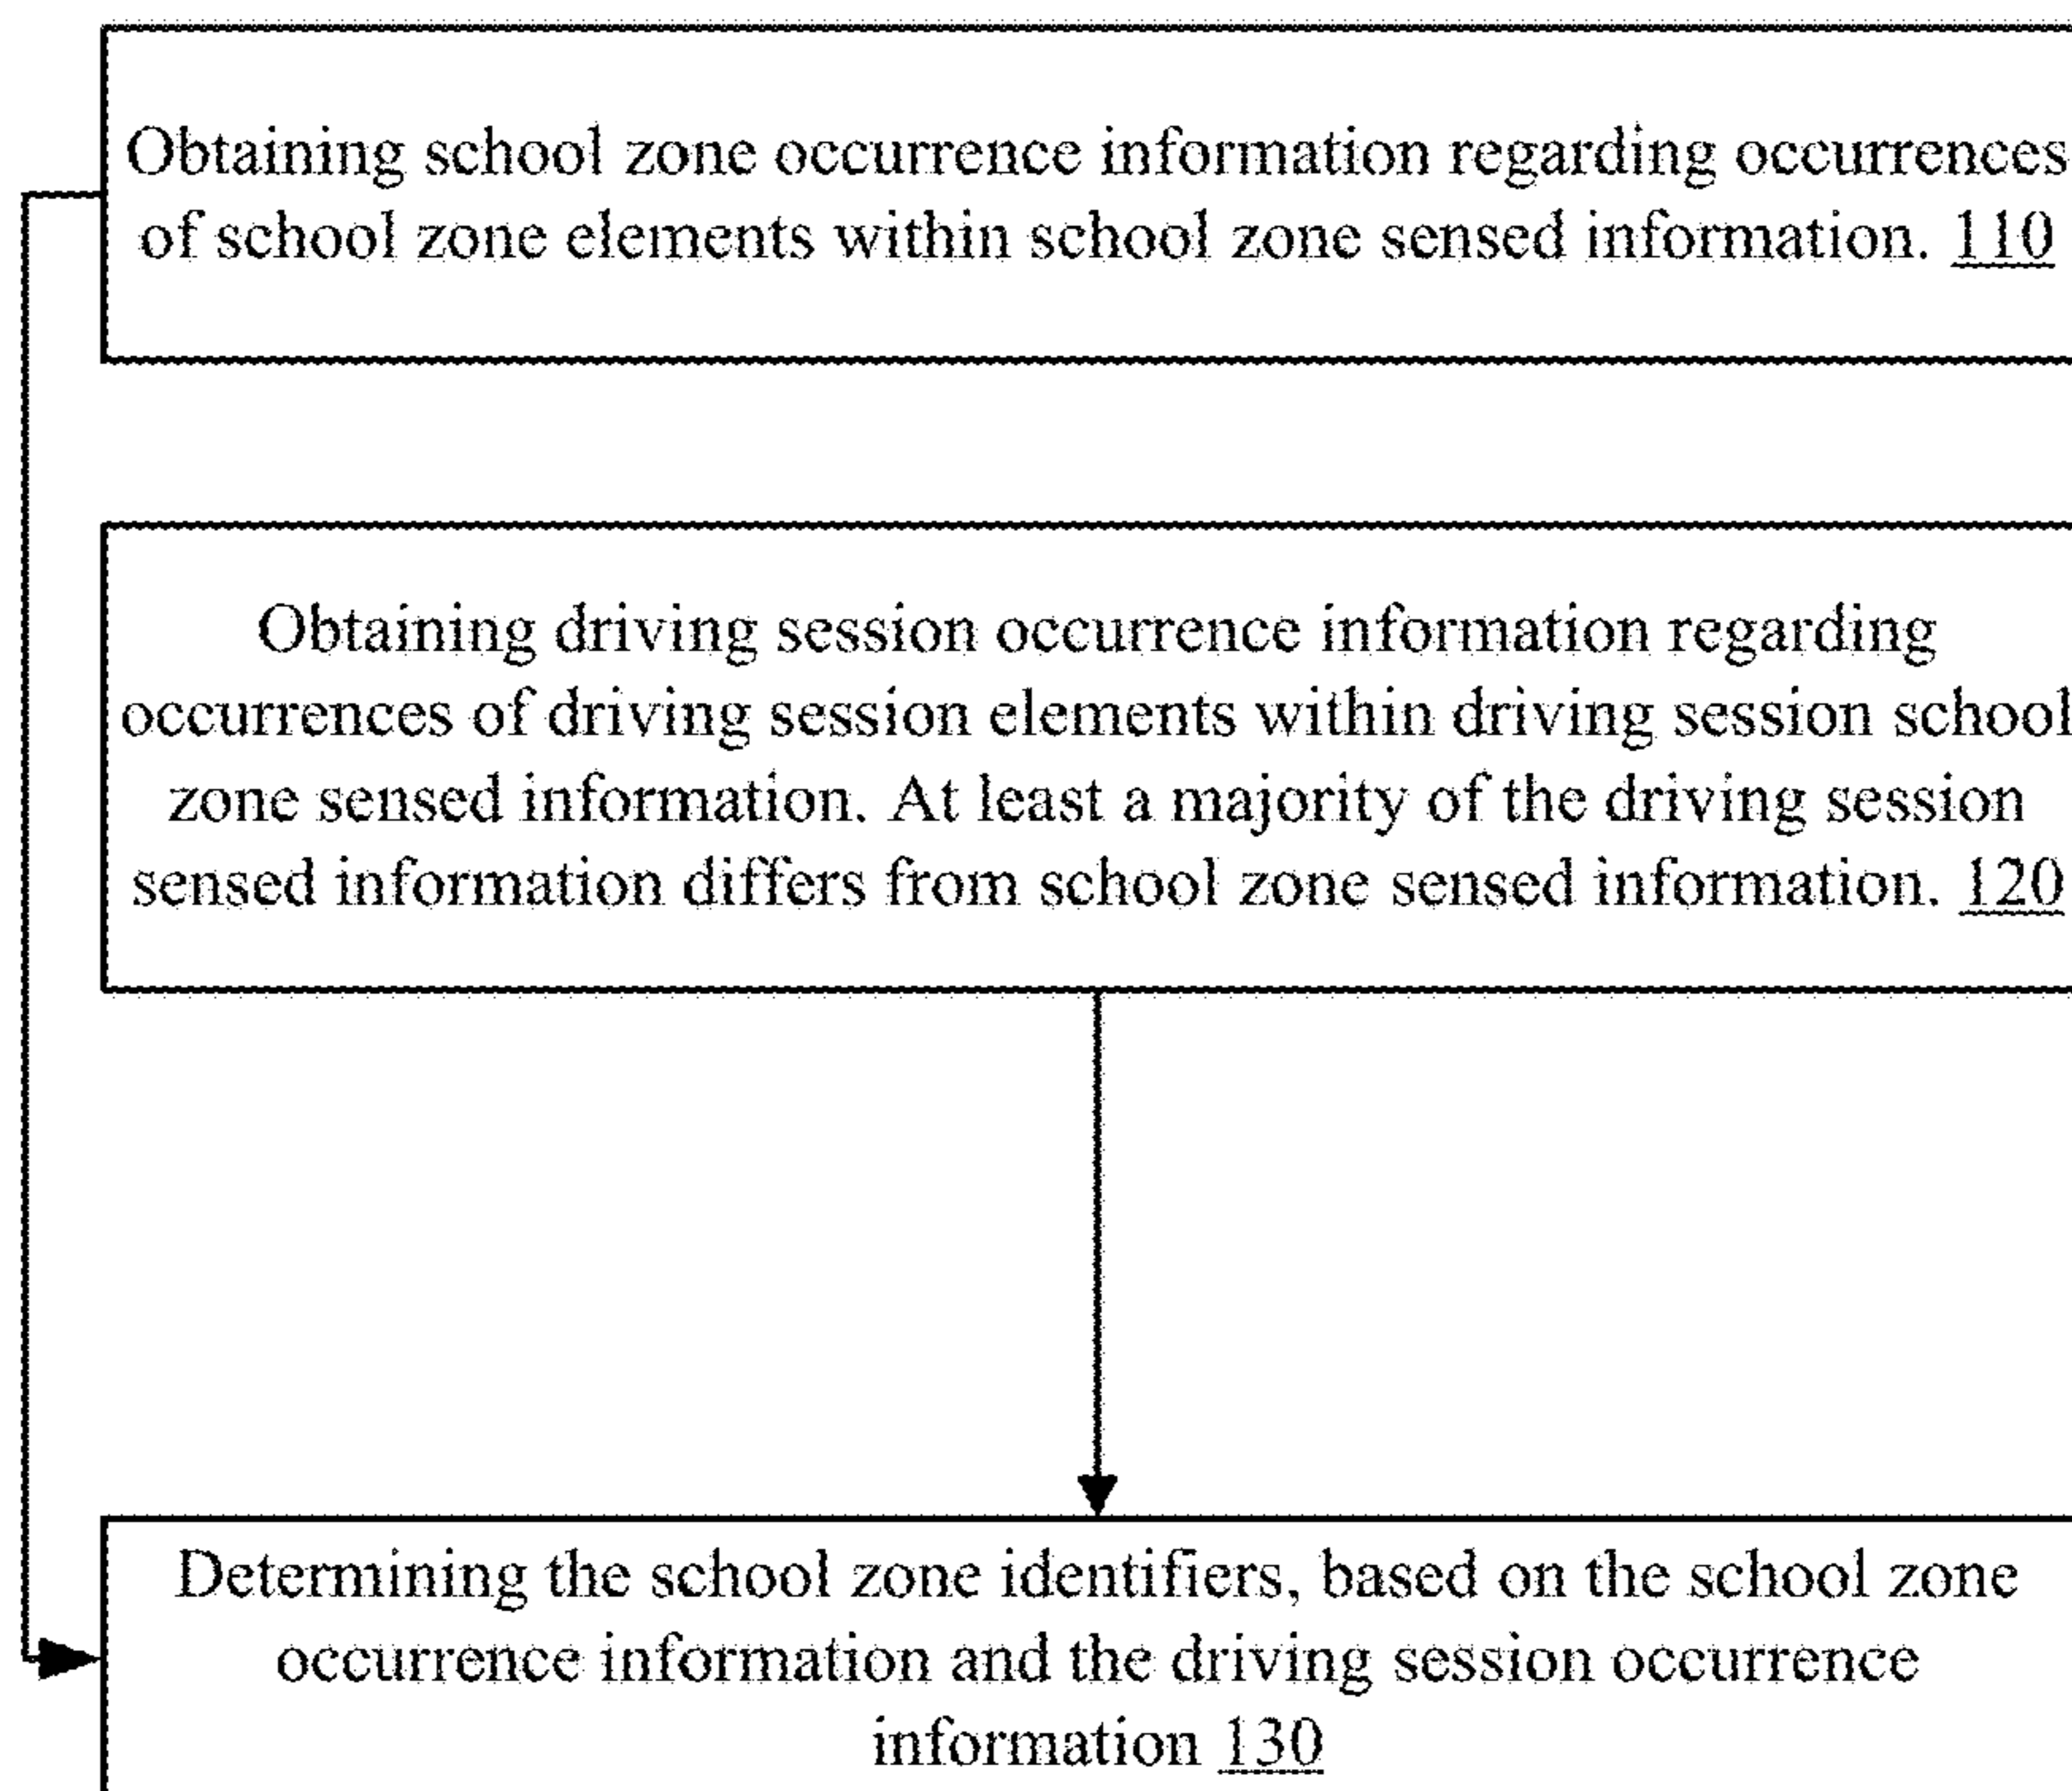 Obtaining school zone occurrence information regarding occurrences
of school zone elements within school zone sensed information. 110
Obtaining driving session occurrence information regarding
occurrences of driving session elements within driving session school
zone sensed information. At least a majority of the driving session
sensed information differs from school zone sensed information. 120
Determining the school zone identifiers, based on the school zone
occurrence information and the driving session occurrence
information 130